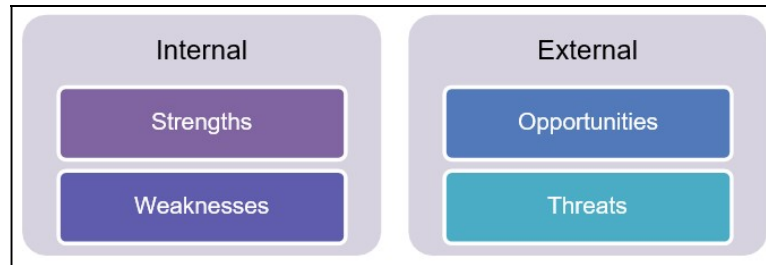 Internal
Strengths
Weaknesses
External
Opportunities
Threats